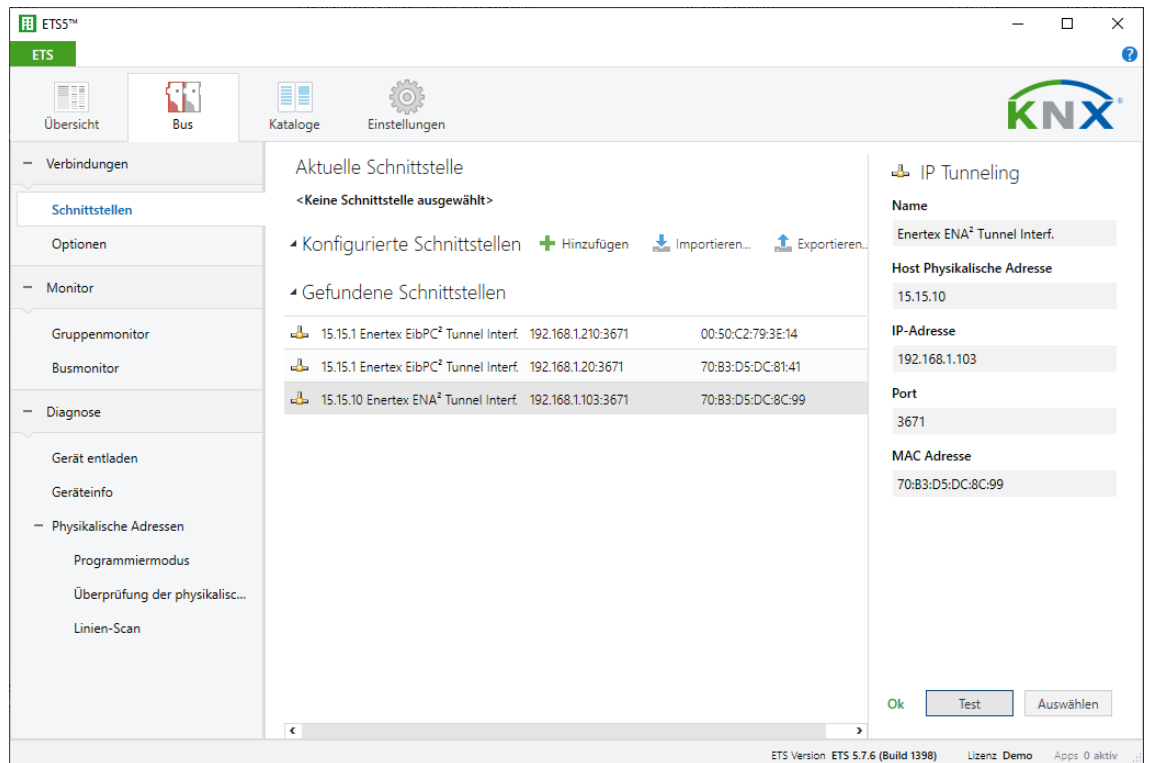 ETS5™
ETS
Übersicht
Bus
Kataloge
Einstellungen
KNX®
Verbindungen
Schnittstellen
Optionen
Monitor
Gruppenmonitor
Busmonitor
Diagnose
Gerät entladen
Geräteinfo
Physikalische Adressen
Programmiermodus
Überprüfung der physikalisc...
Linien-Scan
Aktuelle Schnittstelle
<Keine Schnittstelle ausgewählt>
Konfigurierte Schnittstellen Hinzufügen Importieren... Exportieren..
Gefundene Schnittstellen
15.15.1 Enertex EibPC² Tunnel Interf. 192.168.1.210:3671 00:50:C2:79:3E:14
15.15.1 Enertex EibPC² Tunnel Interf. 192.168.1.20:3671 70:B3:D5:DC:81:41
15.15.10 Enertex ENA² Tunnel Interf. 192.168.1.103:3671 70:B3:D5:DC:8C:99
IP Tunneling
Name
Enertex ENA² Tunnel Interf.
Host Physikalische Adresse
15.15.10
IP-Adresse
192.168.1.103
Port
3671
MAC Adresse
70:B3:D5:DC:8C:99
Ok Test Auswählen
ETS Version ETS 5.7.6 (Build 1398) Lizenz Demo Apps 0 aktiv